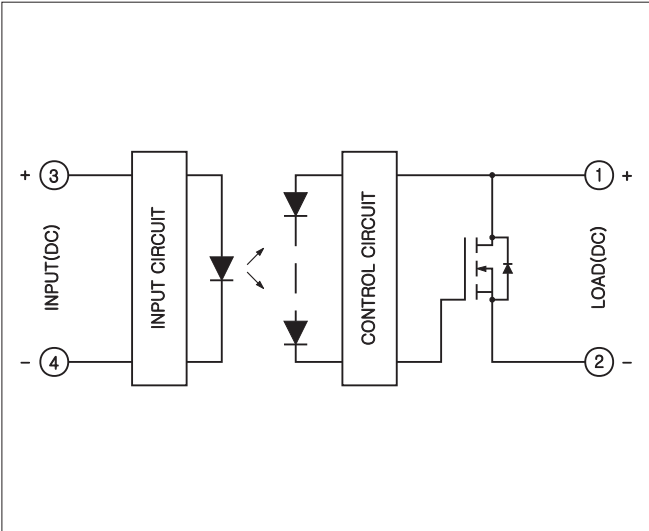 + 3
INPUT(DC)
- 4
INPUT CIRCUIT
CONTROL CIRCUIT
1 +
LOAD(DC)
2 -